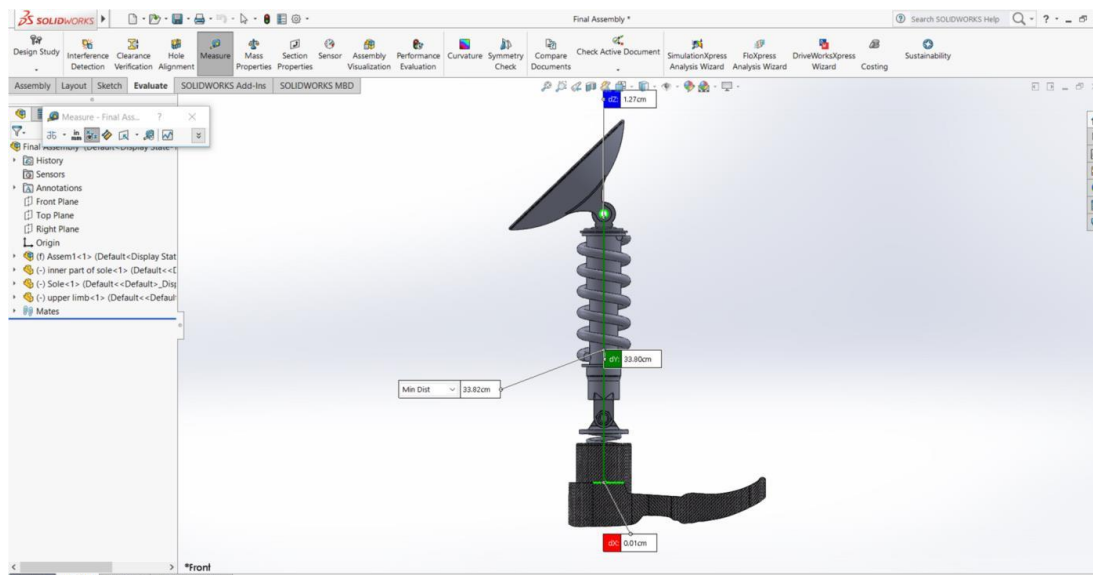 SOLIDWORKS
Final Assembly *
Search SOLIDWORKS Help
Design Study
Interference Detection
Clearance Verification
Hole Alignment
Measure
Mass Properties
Section Properties
Sensor
Assembly Visualization
Performance Evaluation
Curvature
Symmetry Check
Compare Documents
Check Active Document
SimulationXpress Analysis Wizard
FloXpress Analysis Wizard
DriveWorksXpress Wizard
Costing
Sustainability
Assembly Layout Sketch Evaluate SOLIDWORKS Add-Ins SOLIDWORKS MBD
Measure - Final Ass... ?
Final Assembly (Default<Display State-
History
Sensors
Annotations
Front Plane
Top Plane
Right Plane
Origin
(f) Assem1<1> (Default<Display Stat
(-) inner part of sole<1> (Default<<D
(-) Sole<1> (Default<<Default>_Disp
(-) upper limb<1> (Default<<Default
Mates
dZ: 1.27cm
dY: 33.80cm
Min Dist 33.82cm
dX: 0.01cm
*Front